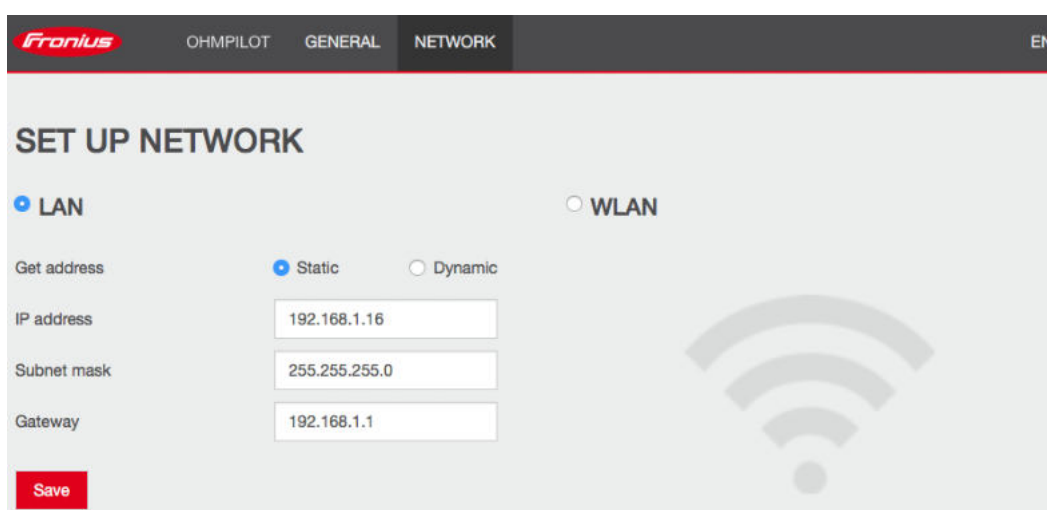 Fronius OHMPILOT GENERAL NETWORK EN
SET UP NETWORK
LAN WLAN
Get address Static Dynamic
IP address 192.168.1.16
Subnet mask 255.255.255.0
Gateway 192.168.1.1
Save